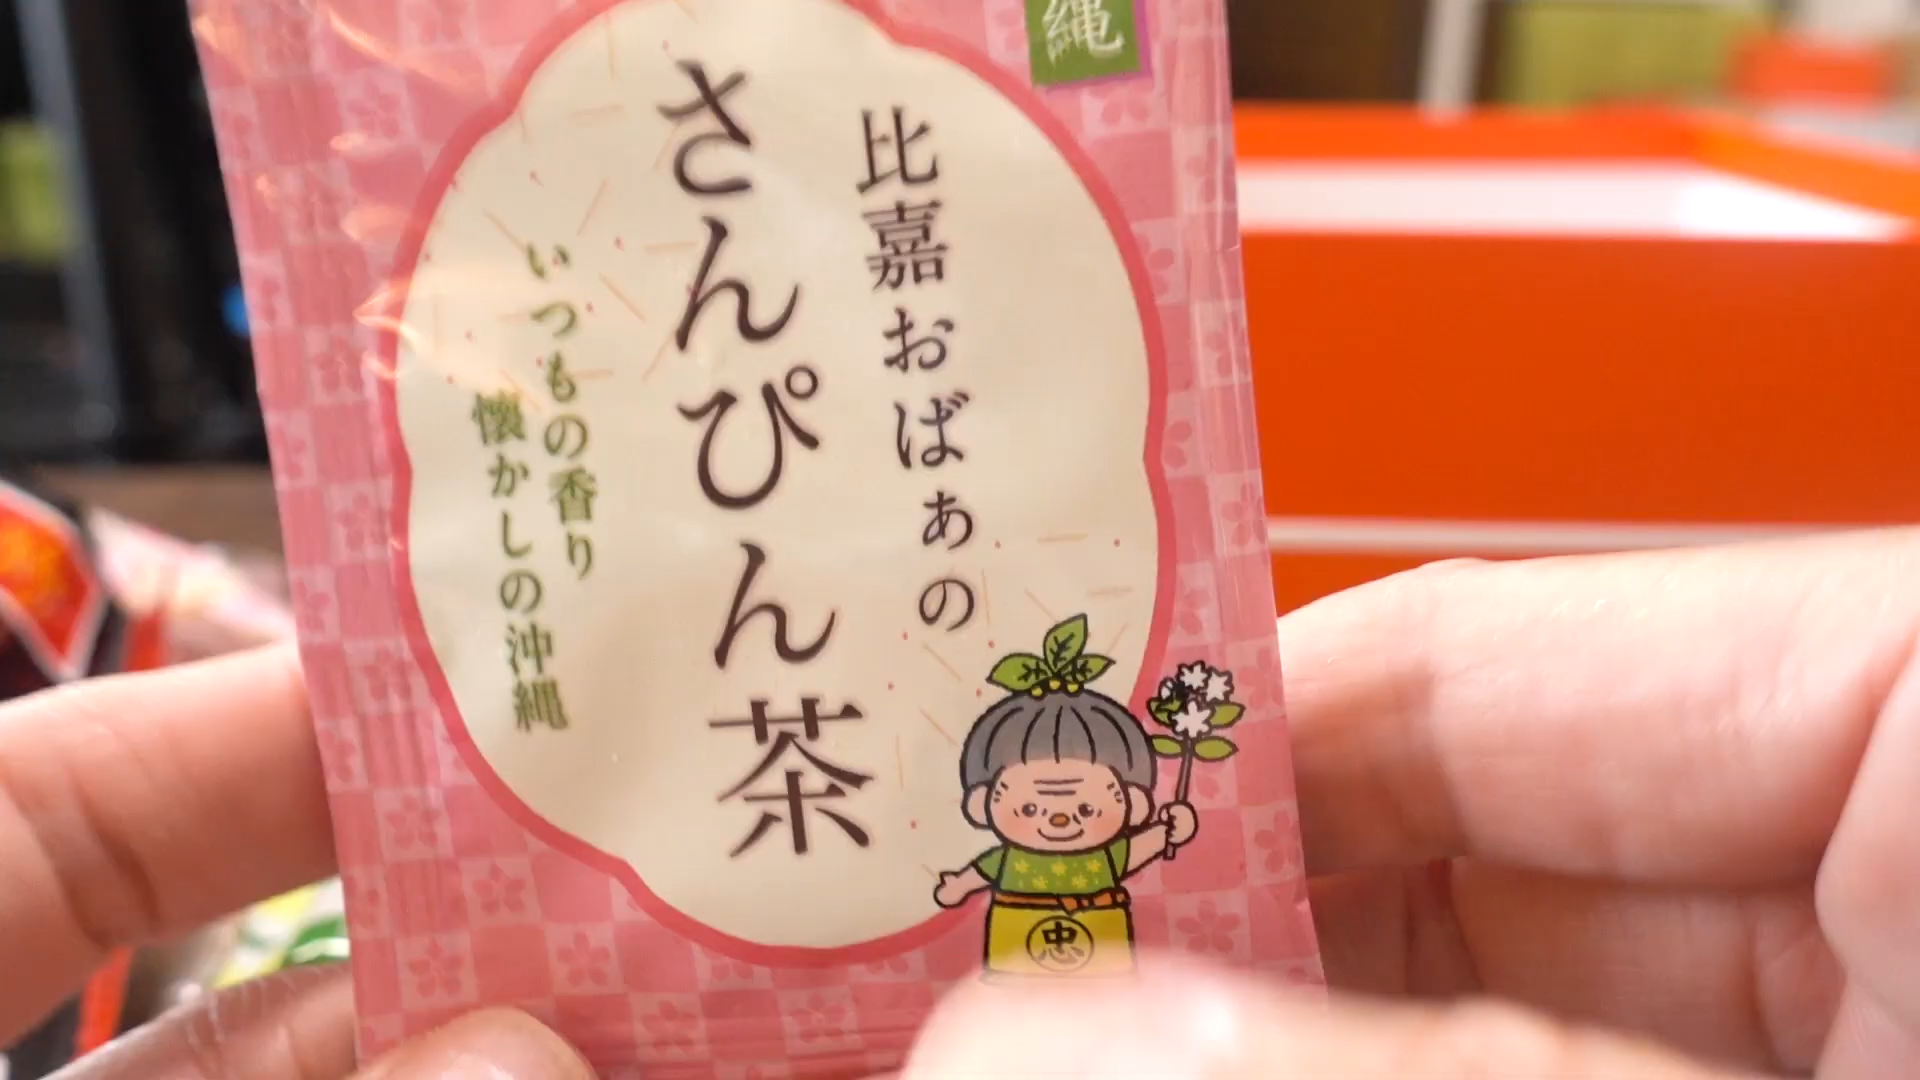 縄
比嘉おばぁの
さんぴん茶
いつもの香り
懐かしの沖縄
忠